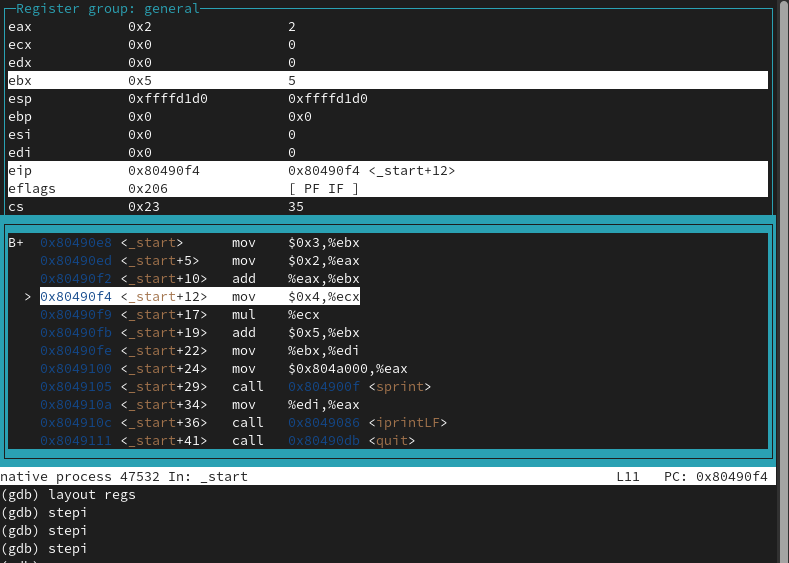 Register group: general
eax 0x2 2
ecx 0x0 0
edx 0x0 0
ebx 0x5 5
esp 0xffffd1d0 0xffffd1d0
ebp 0x0 0x0
esi 0x0 0
edi 0x0 0
eip 0x80490f4 0x80490f4 <_start+12>
eflags 0x206 [ PF IF ]
cs 0x23 35
B+ 0x80490e8 <_start> mov $0x3,%ebx
0x80490ed <_start+5> mov $0x2,%eax
0x80490f2 <_start+10> add %eax,%ebx
> 0x80490f4 <_start+12> mov $0x4,%ecx
0x80490f9 <_start+17> mul %ecx
0x80490fb <_start+19> add $0x5,%ebx
0x80490fe <_start+22> mov %ebx,%edi
0x8049100 <_start+24> mov $0x804a000,%eax
0x8049105 <_start+29> call 0x804900f <sprint>
0x804910a <_start+34> mov %edi,%eax
0x804910c <_start+36> call 0x8049086 <iprintLF>
0x8049111 <_start+41> call 0x80490db <quit>
native process 47532 In: _start L11 PC: 0x80490f4
(gdb) layout regs
(gdb) stepi
(gdb) stepi
(gdb) stepi